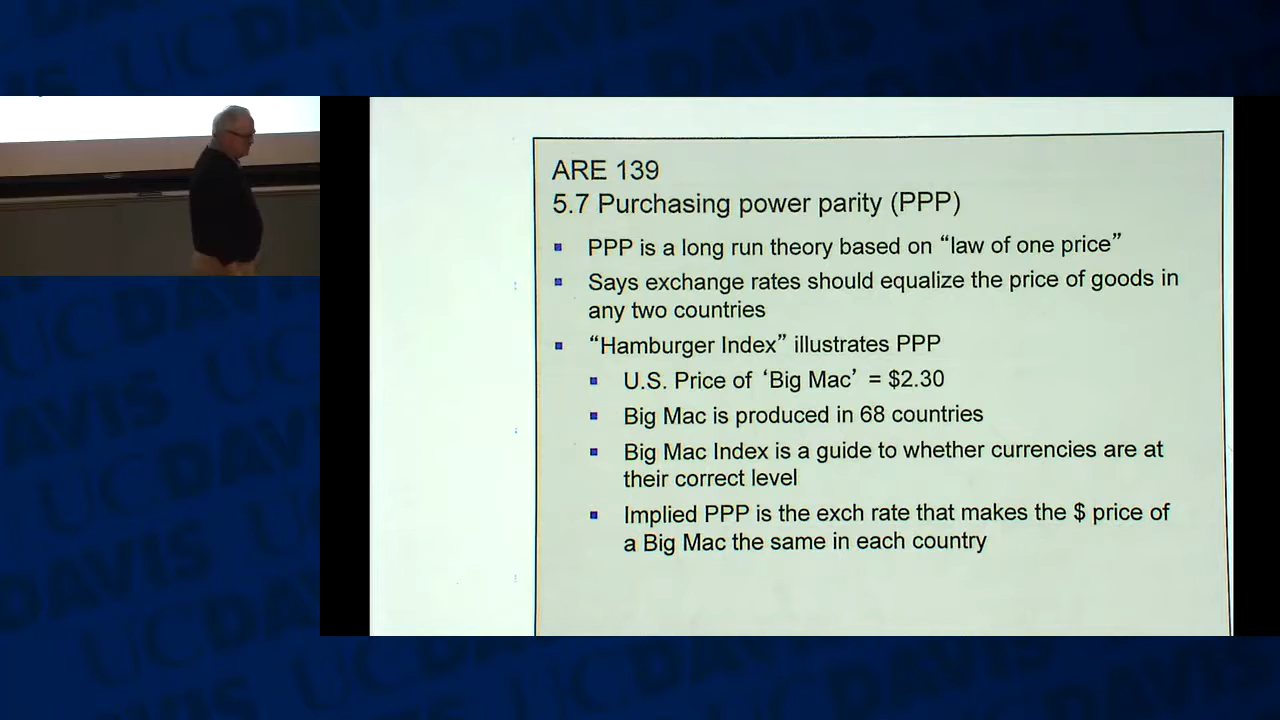 ARE 139
5.7 Purchasing power parity (PPP)
▪ PPP is a long run theory based on “law of one price”
▪ Says exchange rates should equalize the price of goods in
any two countries
▪ “Hamburger Index” illustrates PPP
▪ U.S. Price of ‘Big Mac’ = $2.30
▪ Big Mac is produced in 68 countries
▪ Big Mac Index is a guide to whether currencies are at
their correct level
▪ Implied PPP is the exch rate that makes the $ price of
a Big Mac the same in each country
UC DAVIS